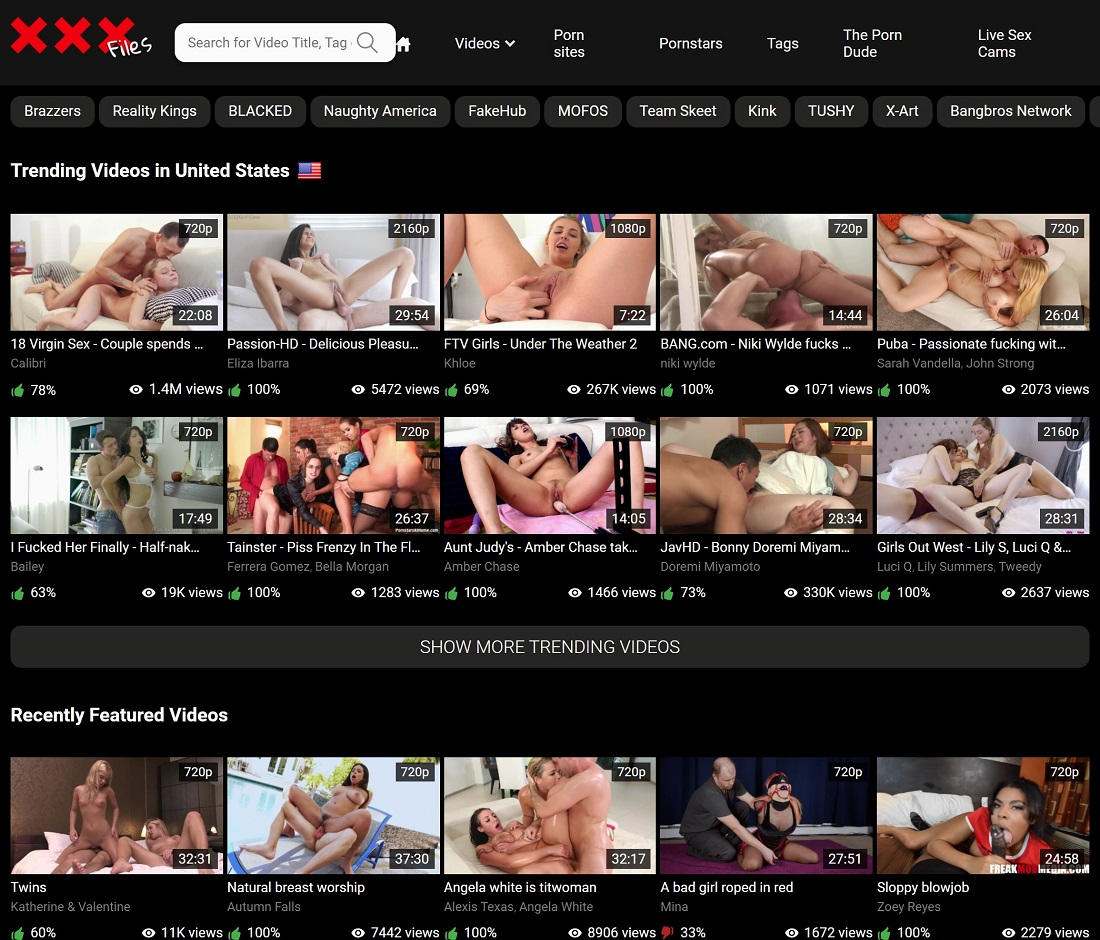 XXX Files
Search for Video Title, Tag
Videos
Porn sites
Pornstars
Tags
The Porn Dude
Live Sex Cams
Brazzers
Reality Kings
BLACKED
Naughty America
FakeHub
MOFOS
Team Skeet
Kink
TUSHY
X-Art
Bangbros Network
Trending Videos in United States
720p
22:08
2160p
29:54
1080p
7:22
720p
14:44
720p
26:04
18 Virgin Sex - Couple spends ...
Calibri
78%
1.4M views
Passion-HD - Delicious Pleasu...
Eliza Ibarra
100%
5472 views
FTV Girls - Under The Weather 2
Khloe
69%
267K views
BANG.com - Niki Wylde fucks ...
niki wylde
100%
1071 views
Puba - Passionate fucking wit...
Sarah Vandella, John Strong
100%
2073 views
720p
17:49
720p
26:37
1080p
14:05
720p
28:34
2160p
28:31
I Fucked Her Finally - Half-nak...
Bailey
63%
19K views
Tainster - Piss Frenzy In The Fl...
Ferrera Gomez, Bella Morgan
100%
1283 views
Aunt Judy's - Amber Chase tak...
Amber Chase
100%
1466 views
JavHD - Bonny Doremi Miyam...
Doremi Miyamoto
73%
330K views
Girls Out West - Lily S, Luci Q &...
Luci Q, Lily Summers, Tweedy
100%
2637 views
SHOW MORE TRENDING VIDEOS
Recently Featured Videos
720p
32:31
720p
37:30
720p
32:17
720p
27:51
720p
24:58
FREAKMOBMEDIA.COM
Twins
Katherine & Valentine
60%
11K views
Natural breast worship
Autumn Falls
100%
7442 views
Angela white is titwoman
Alexis Texas, Angela White
100%
8906 views
A bad girl roped in red
Mina
33%
1672 views
Sloppy blowjob
Zoey Reyes
100%
2279 views